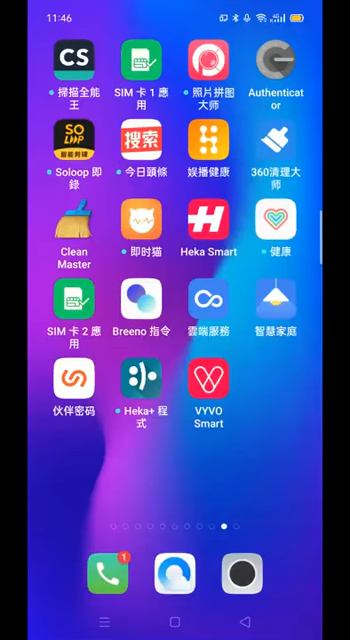 11:46
CS
掃描全能
王
SIM 卡 1 應
用
照片拼图
大师
Authenticat
or
SO
LOOP
智能剪辑
Soloop 即
錄
搜索
今日頭條
娱播健康
360清理大
师
Clean
Master
即时猫
Heka Smart
健康
SIM 卡 2 應
用
Breeno 指令
雲端服務
智慧家庭
伙伴密码
Heka+ 程
式
VYVO
Smart
1